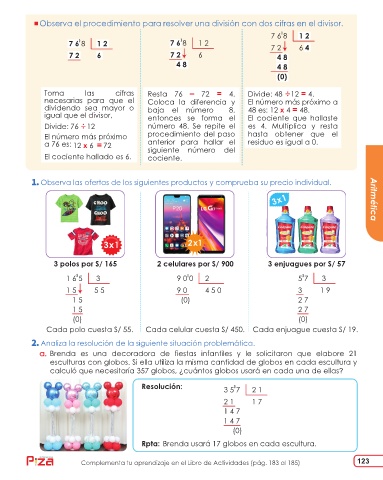 Observa el procedimiento para resolver una división con dos cifras en el divisor.
7 6 8 1 2
7 2 6
7 6 8 1 2
7 2 6
4 8
7 6 8 1 2
7 2 6 4
4 8
4 8
(0)
Toma las cifras necesarias para que el dividendo sea mayor o igual que el divisor.
Divide: 76 ÷ 12
El número más próximo a 76 es: 12 x 6 = 72
El cociente hallado es 6.
Resta 76 – 72 = 4. Coloca la diferencia y baja el número 8, entonces se forma el número 48. Se repite el procedimiento del paso anterior para hallar el siguiente número del cociente.
Divide: 48 ÷ 12 = 4.
El número más próximo a 48 es: 12 x 4 = 48.
El cociente que hallaste es 4. Multiplica y resta hasta obtener que el residuo es igual a 0.
Aritmética
1. Observa las ofertas de los siguientes productos y comprueba su precio individual.
3x1
2x1
3x1
3 polos por S/ 165
2 celulares por S/ 900
3 enjuagues por S/ 57
1 6 5 3
1 5 5 5
1 5
1 5
(0)
9 0 0 2
9 0 4 5 0
(0)
5 7 3
3 1 9
2 7
2 7
(0)
Cada polo cuesta S/ 55.
Cada celular cuesta S/ 450.
Cada enjuague cuesta S/ 19.
2. Analiza la resolución de la siguiente situación problemática.
a. Brenda es una decoradora de fiestas infantiles y le solicitaron que elabore 21
esculturas con globos. Si ella utiliza la misma cantidad de globos en cada escultura y
calculó que necesitaría 357 globos, ¿cuántos globos usará en cada una de ellas?
Resolución:
3 5 7 2 1
2 1 1 7
1 4 7
1 4 7
(0)
Rpta: Brenda usará 17 globos en cada escultura.
Complementa tu aprendizaje en el Libro de Actividades (pág. 183 al 185)
123